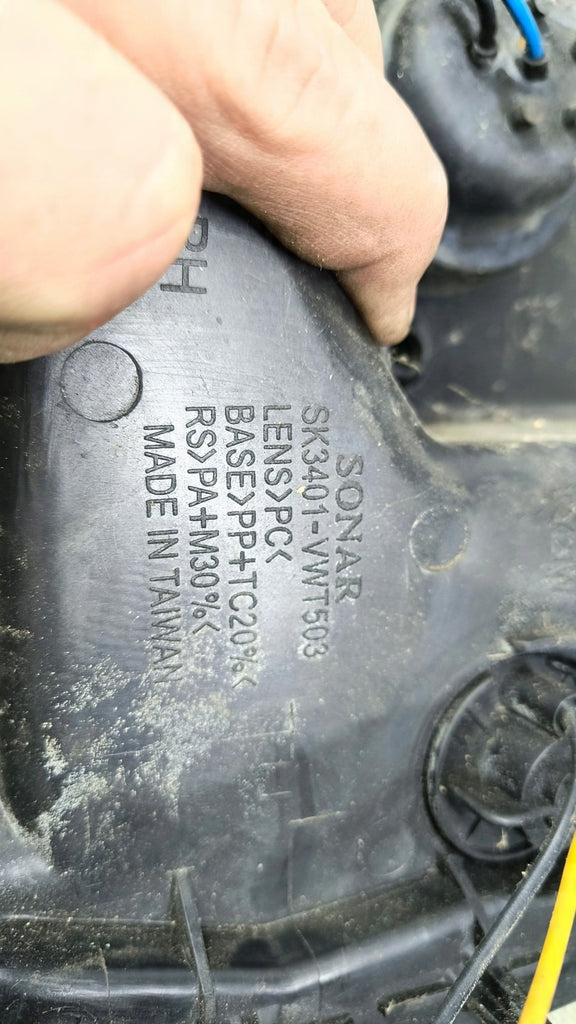 RH
SONAR
SK3401-VWT503
LENS>PC<
BASE>PP+TC20%<
RS>PA+M30%<
MADE IN TAIWAN